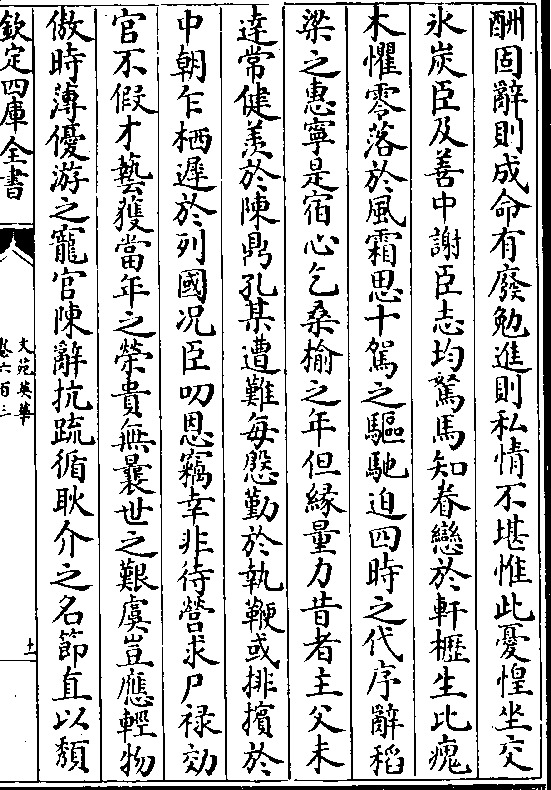 酬固辭則成命有廢勉進則私情不堪惟此憂惶坐交
氷炭臣及善中謝臣志均駑馬知眷戀於軒櫪生比瘣
木懼零落於風霜思十駕之驅馳迫四時之代序辭稻
梁之惠寧是宿心乞桑榆之年但緣量力昔者主父未
達常健羨於陳鼎孔某遭難每慇勤於執鞭或排擯於
中朝乍栖遲於列國况臣叨恩竊幸非待營求尸禄効
官不假才藝獲當年之榮貴無曩世之艱虞豈應輕物
傲時薄優游之寵官陳辭抗疏循耿介之名節直以頽
欽定四庫全書
文苑英華
卷六百三
十一